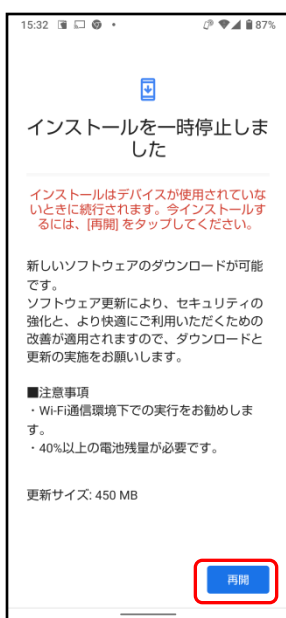 15:32
87%
インストールを一時停止しま
した
インストールはデバイスが使用されていな
いときに続行されます。今インストールす
るには、[再開] をタップしてください。
新しいソフトウェアのダウンロードが可能
です。
ソフトウェア更新により、セキュリティの
強化と、より快適にご利用いただくための
改善が適用されますので、ダウンロードと
更新の実施をお願いします。
■注意事項
・Wi-Fi通信環境下での実行をお勧めしま
す。
・40%以上の電池残量が必要です。
更新サイズ: 450 MB
再開